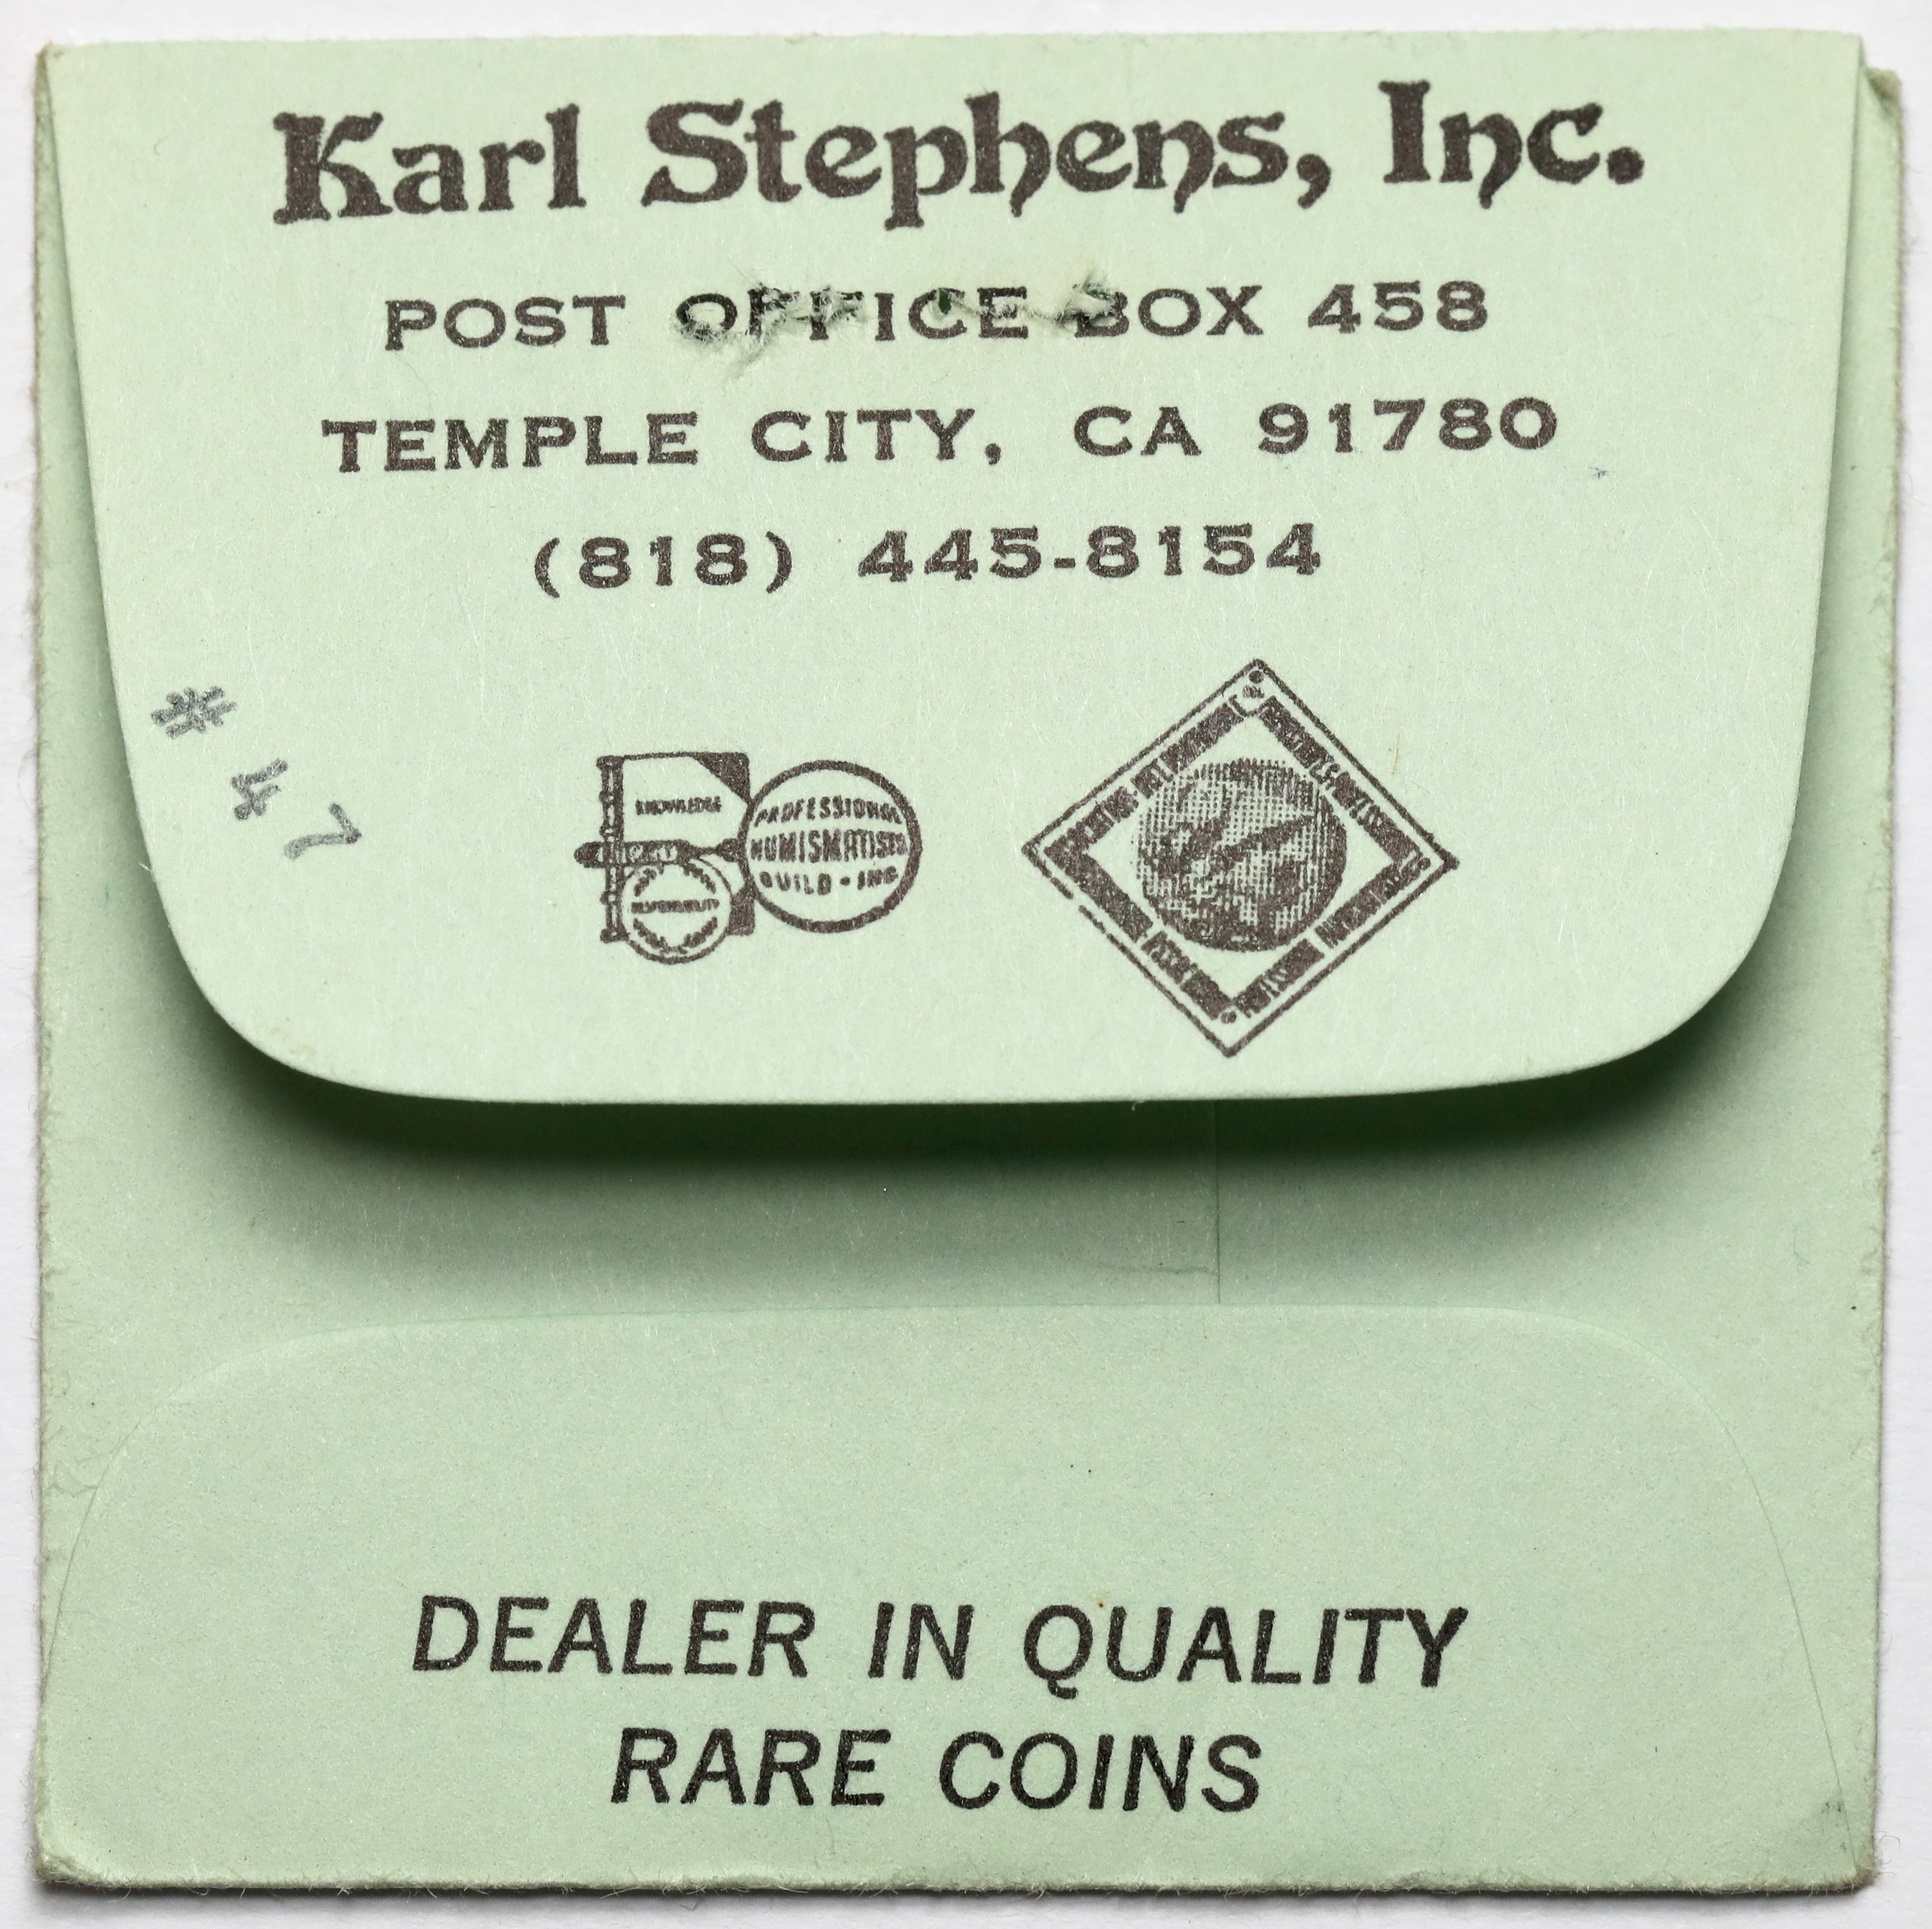 Karl Stephens, Inc.
POST OFFICE BOX 458
TEMPLE CITY, CA 91780
(818) 445-8154
# 47
KNOWLEDGE
PROFESSIONAL
NUMISMATISTS
GUILD • INC
DEALER IN QUALITY
RARE COINS